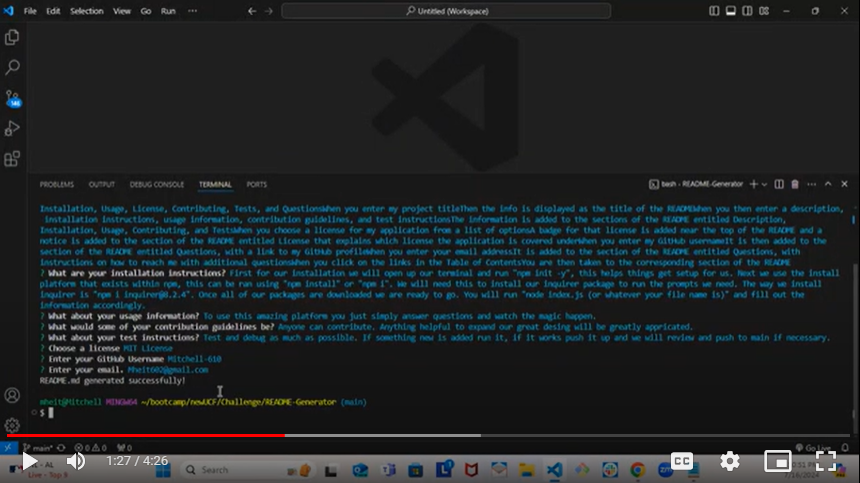 File Edit Selection View Go Run ...
Untitled (Workspace)
146
PROBLEMS OUTPUT DEBUG CONSOLE TERMINAL PORTS
bash - README-Generator
Installation, Usage, License, Contributing, Tests, and QuestionsWhen you enter my project titleThen the info is displayed as the title of the READMEWhen you then enter a description,
installation instructions, usage information, contribution guidelines, and test instructionsThe information is added to the sections of the README entitled Description,
Installation, Usage, Contributing, and TestsWhen you choose a license for my application from a list of optionsA badge for that license is added near the top of the README and a
notice is added to the section of the README entitled License that explains which license the application is covered underWhen you enter my GitHub usernameIt is then added to the
section of the README entitled Questions, with a link to my GitHub profileWhen you enter your email addressIt is added to the section of the README entitled Questions, with
instructions on how to reach me with additional questionsWhen you click on the links in the Table of ContentsYou are then taken to the corresponding section of the README
? What are your installation instructions? First for our installation we will open up our terminal and run "npm init -y", this helps things get setup for us. Next we use the install
platform that exists within npm, this can be run using "npm install" or "npm i". We will need this to install our inquirer package to run the prompts we need. The way we install
inquirer is "npm i inquirer@8.2.4". Once all of our packages are downloaded we are ready to go. You will run "node index.js (or whatever your file name is)" and fill out the
information accordingly.
? What about your usage information? To use this amazing platform you just simply answer questions and watch the magic happen.
? What would some of your contribution guidelines be? Anyone can contribute. Anything helpful to expand our great desing will be greatly appricated.
? What about your test instructions? Test and debug as much as possible. If something new is added run it, if it works push it up and we will review and push to main if necessary.
? Choose a license MIT License
? Enter your GitHub Username Mitchell-610
? Enter your email. Mheit602@gmail.com
README.md generated successfully!
mheit@Mitchell MINGW64 ~/bootcamp/newUCF/Challenge/README-Generator (main)
$
main* 0 0 0 Go Live
1:27 / 4:26
NL - AL
Live - Top 9
Search
CC